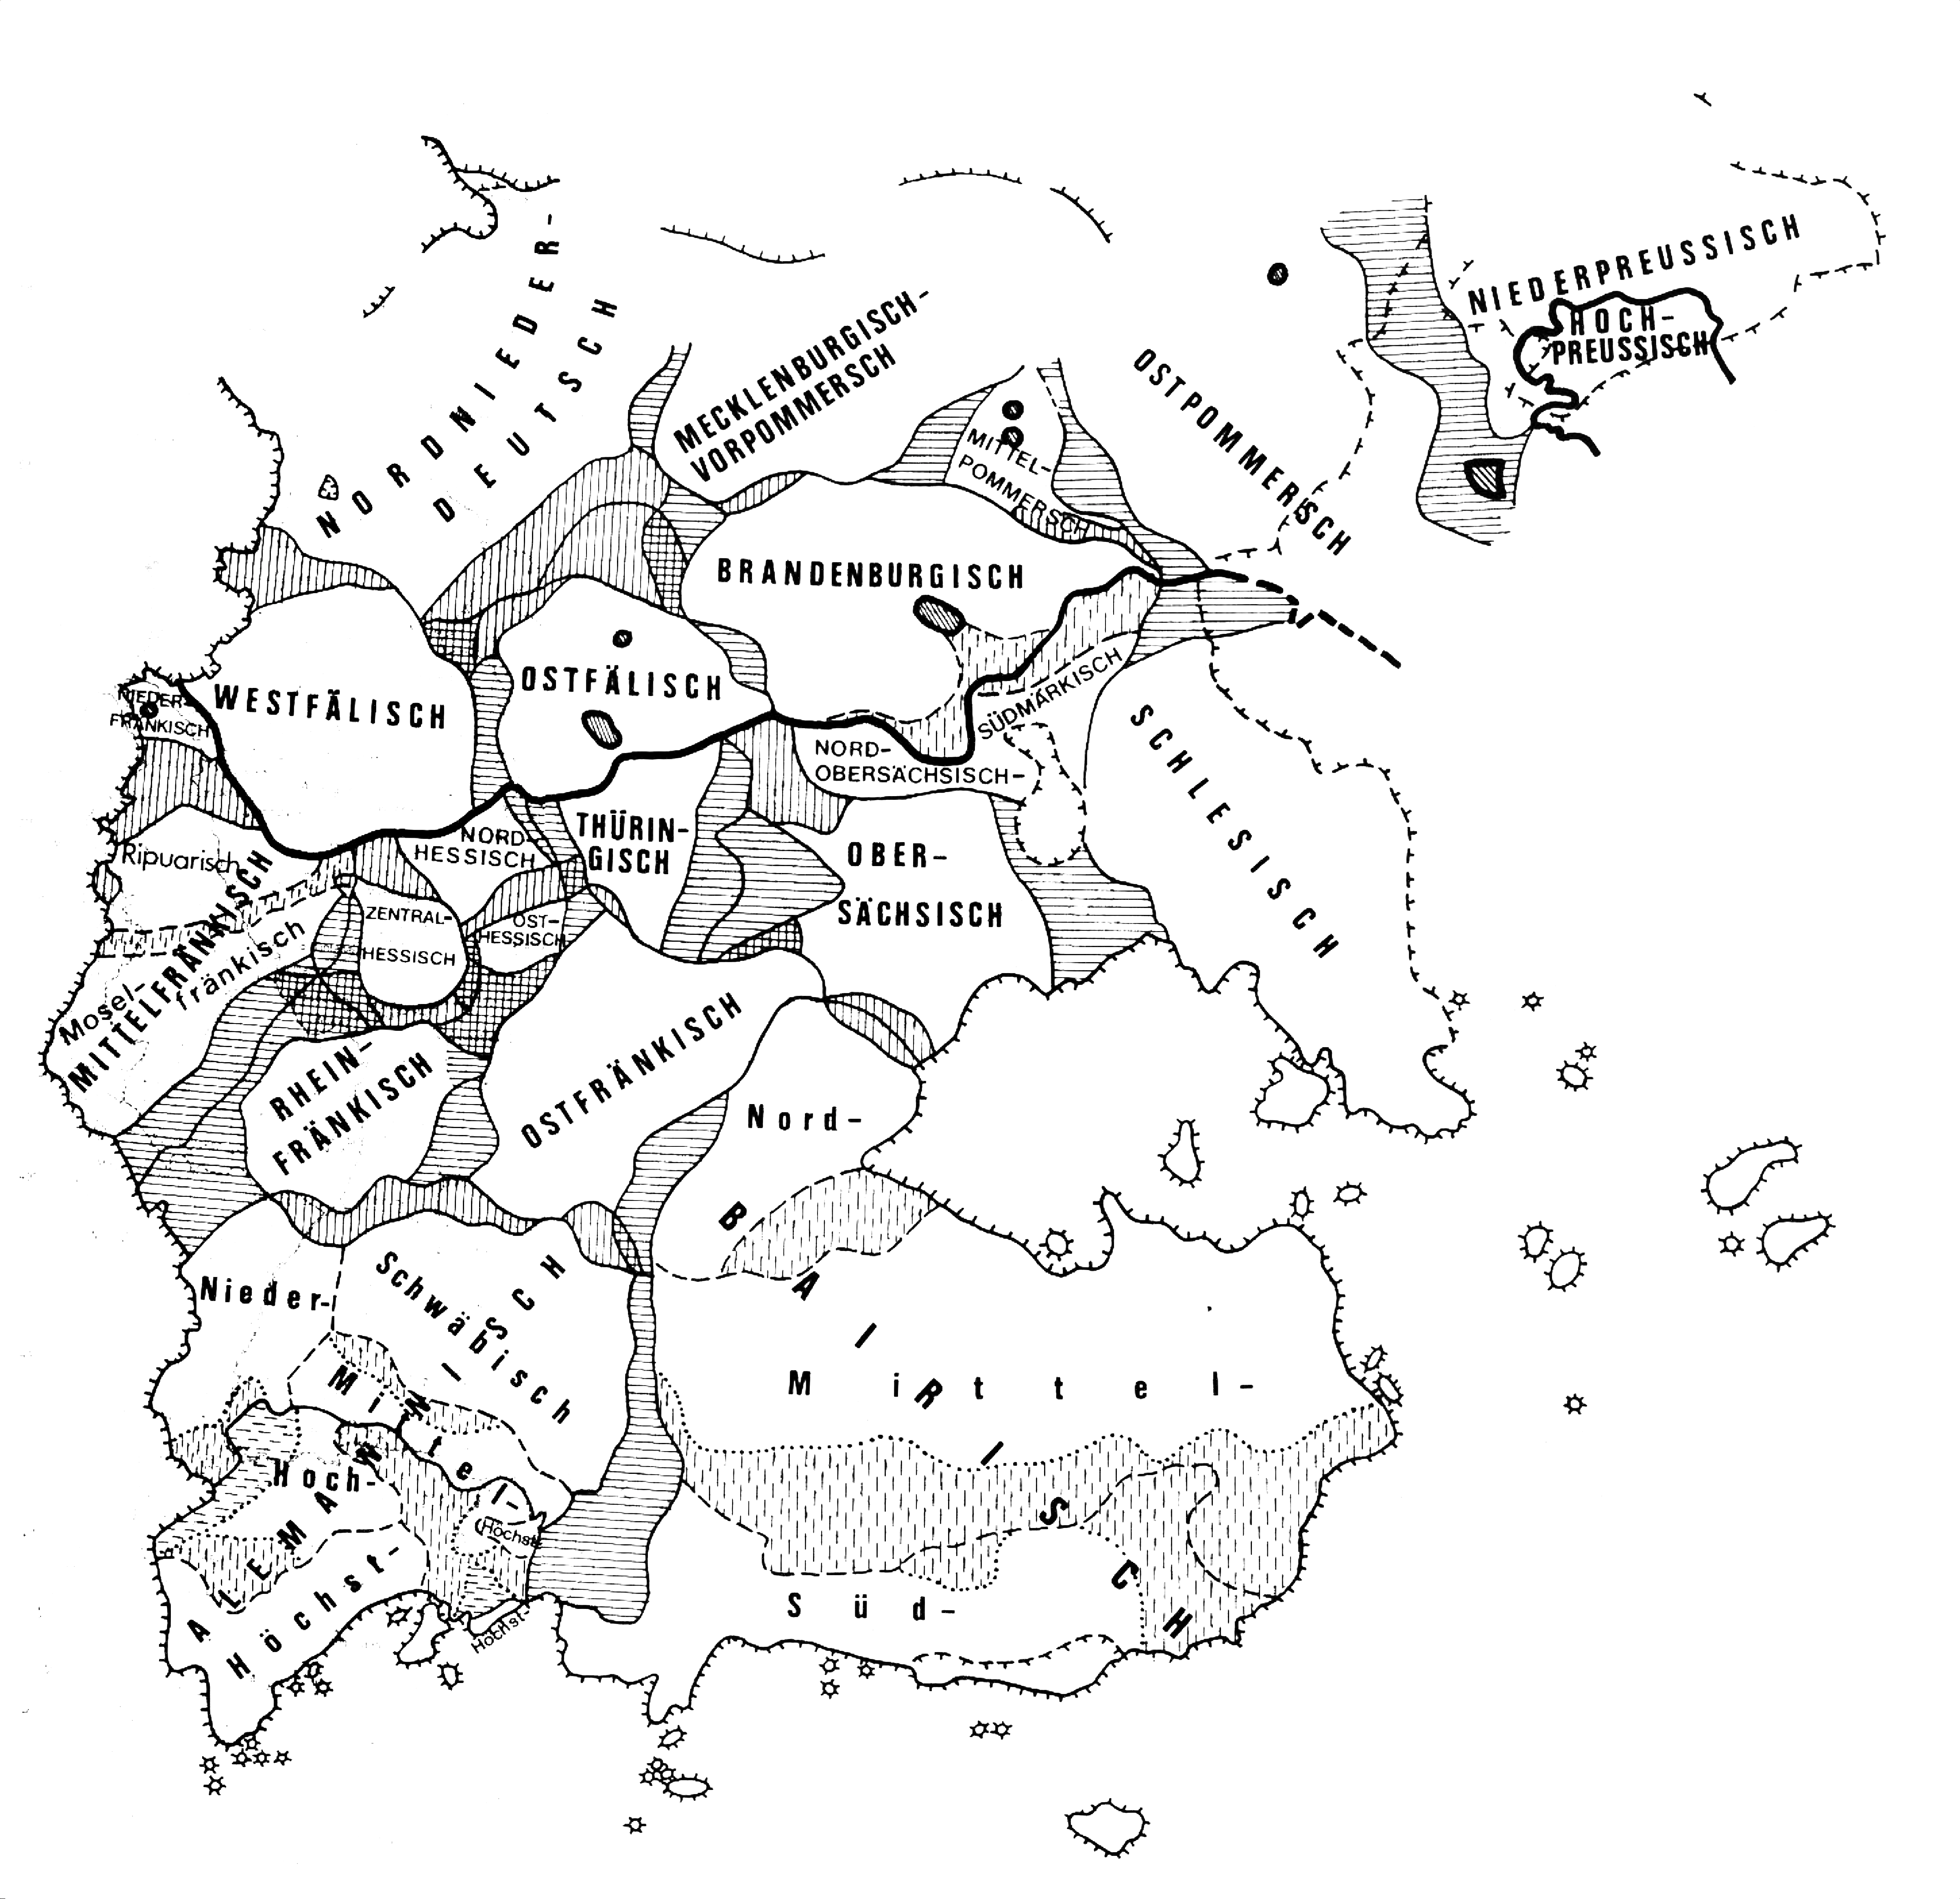 NORDNIEDER-
DEUTSCH
MECKLENBURGISCH-
VORPOMMERSCH
MITTEL-
POMMERSCH
OSTPOMMERISCH
NIEDERPREUSSISCH
HOCH-
PREUSSISCH
BRANDENBURGISCH
WESTFÄLISCH
OSTFÄLISCH
NIEDER-
FRÄNKISCH
SÜDMÄRKISCH
NORD-
OBERSÄCHSISCH-
SCHLESISCH
Ripuarisch
MITTELFRÄNKISCH
Mosel-
fränkisch
NORD-
HESSISCH
ZENTRAL-
HESSISCH
OST-
HESSISCH
THÜRIN-
GISCH
OBER-
SÄCHSISCH
RHEIN-
FRÄNKISCH
OSTFRÄNKISCH
Nord-
BAIRISCH
Mittel-
Süd-
Nieder-
Schwäbisch
Mittel-
Hoch-
ALEMANNISCH
Höchst-
Höchst-
Höchst-